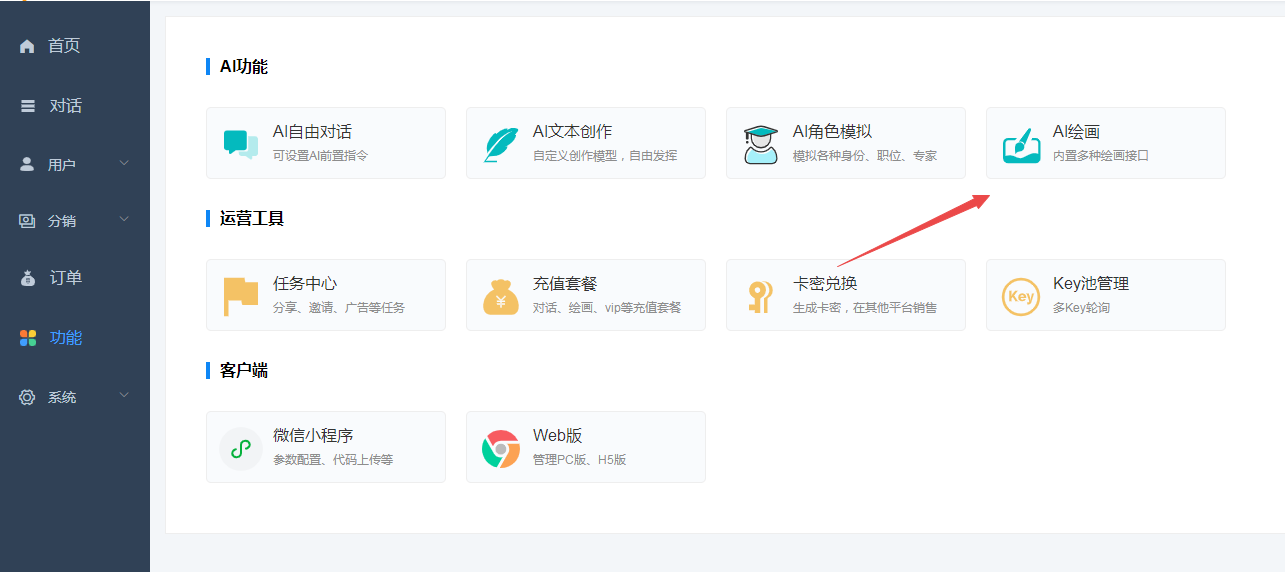 首页
对话
用户
分销
订单
功能
系统
AI功能
AI自由对话
可设置AI前置指令
AI文本创作
自定义创作模型，自由发挥
AI角色模拟
模拟各种身份、职位、专家
AI绘画
内置多种绘画接口
运营工具
任务中心
分享、邀请、广告等任务
充值套餐
对话、绘画、vip等充值套餐
卡密兑换
生成卡密，在其他平台销售
Key
Key池管理
多Key轮询
客户端
微信小程序
参数配置、代码上传等
Web版
管理PC版、H5版